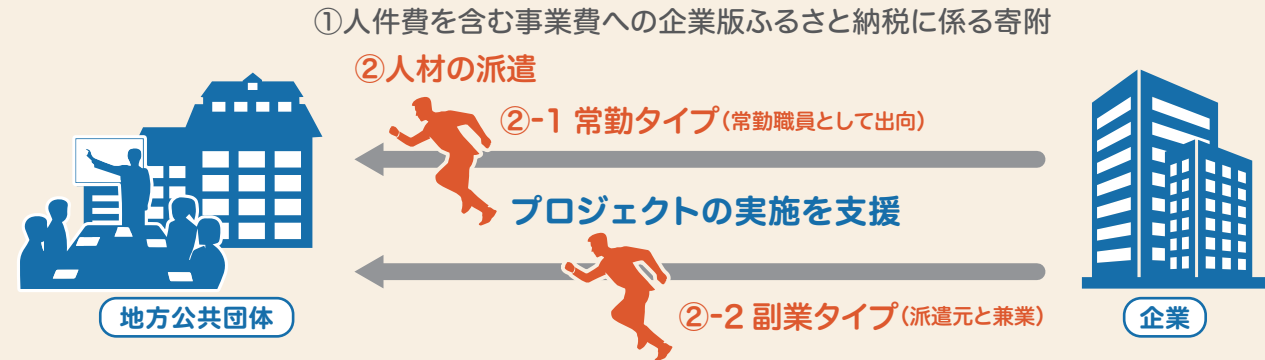 ①人件費を含む事業費への企業版ふるさと納税に係る寄附
②人材の派遣
②-1 常勤タイプ(常勤職員として出向)
プロジェクトの実施を支援
②-2 副業タイプ(派遣元と兼業)
地方公共団体
企業